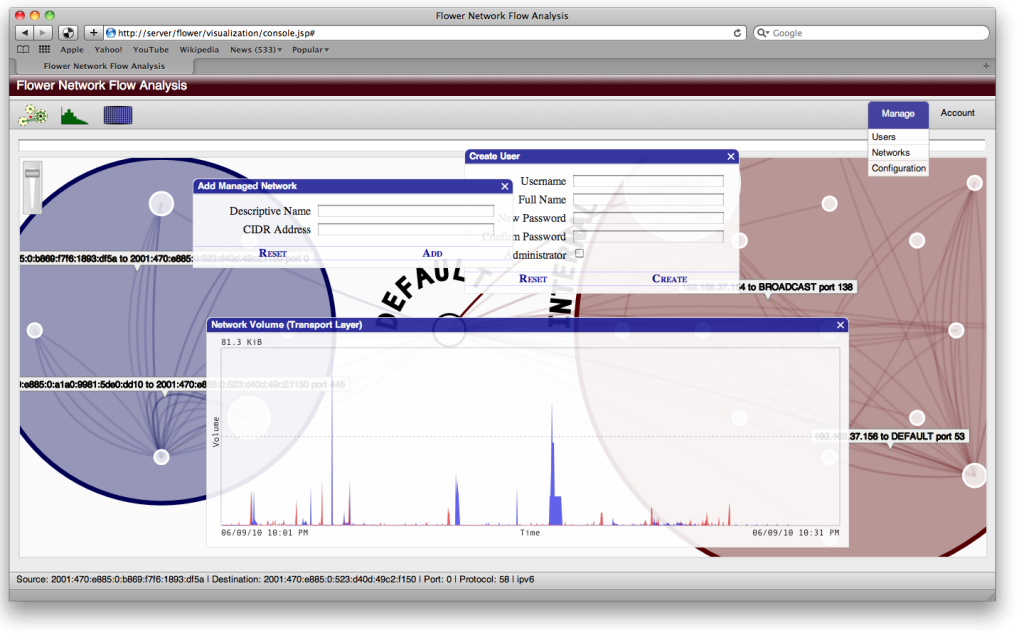 Flower Network Flow Analysis
http://server/flower/visualization/console.jsp#
Google
Apple Yahoo! YouTube Wikipedia News (533) Popular
Flower Network Flow Analysis
Flower Network Flow Analysis
Manage Account
Users
Networks
Configuration
Create User
Username
Full Name
New Password
Confirm Password
Administrator
RESET CREATE
Add Managed Network
Descriptive Name
CIDR Address
RESET ADD
5:0:b869:f7f6:1893:df5a to 2001:470:e885:0:523:d40d:49c2:f150 port 0
DEFAULT
INTERNAL
192.168.37.154 to BROADCAST port 138
Network Volume (Transport Layer)
81.3 KiB
Volume
:e885:0:a1a0:9981:5de0:dd10 to 2001:470:e885:0:523:d40d:49c2:f150 port 445
192.168.37.156 to DEFAULT port 53
06/09/10 10:01 PM Time 06/09/10 10:31 PM
Source: 2001:470:e885:0:b869:f7f6:1893:df5a | Destination: 2001:470:e885:0:523:d40d:49c2:f150 | Port: 0 | Protocol: 58 | ipv6